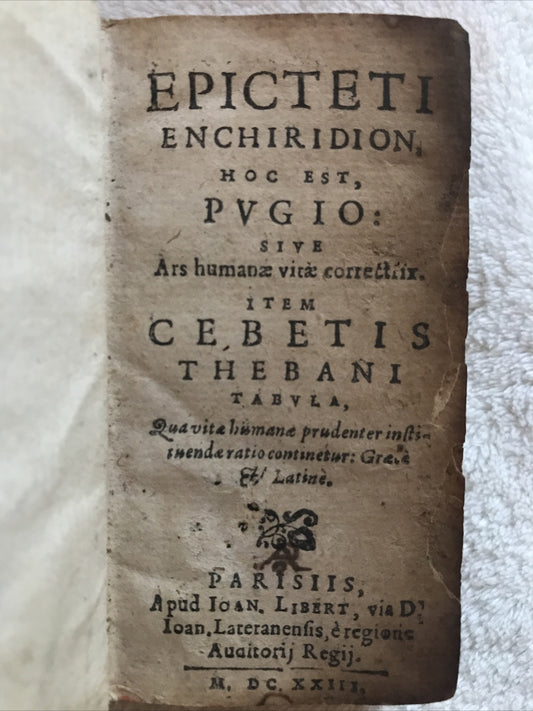 EPICTETI
ENCHIRIDION,
HOC EST,
PVGIO:
SIVE
Ars humanæ vitæ correctrix.
ITEM
CEBETIS
THEBANI
TABVLA,
Qua vitæ humanæ prudenter insti-
tuendæ ratio continetur: Græcè
& Latinè.
PARISIIS,
Apud IOAN. LIBERT, via D.
Ioan. Lateranensis, è regione
Auditorij Regij.
M. DC. XXIII.